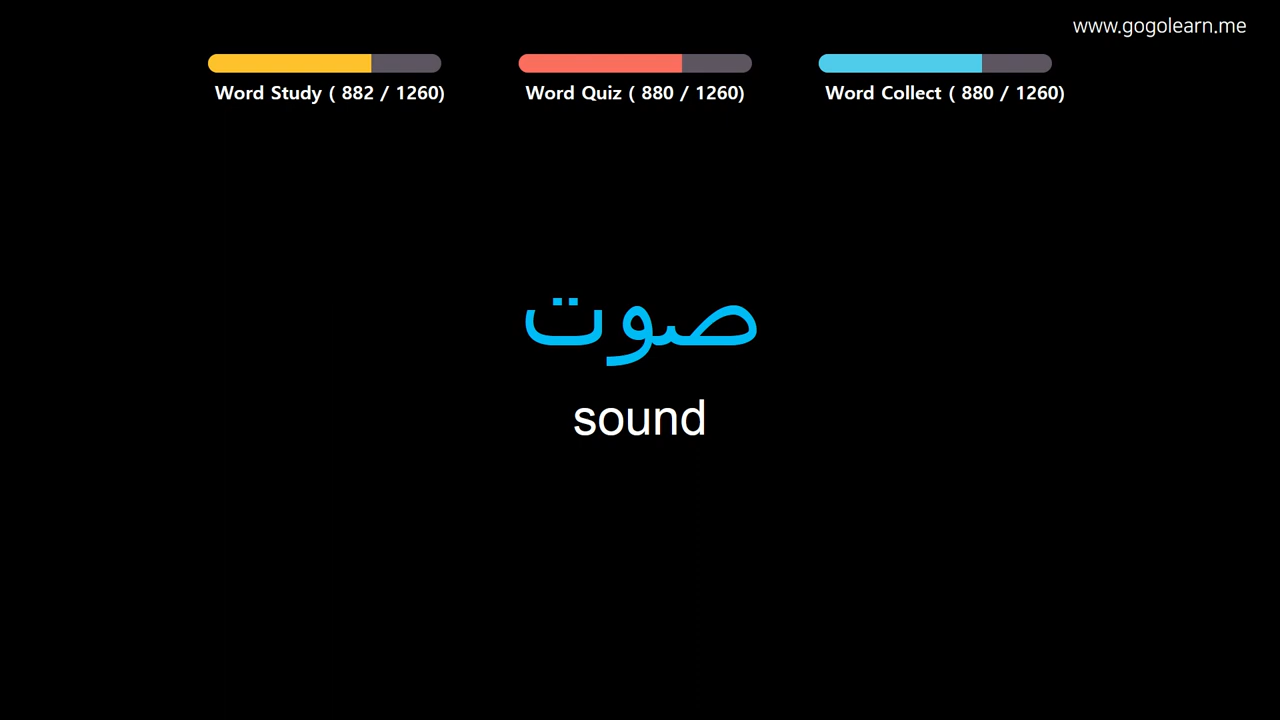 www.gogolearn.me
Word Study ( 882 / 1260)
Word Quiz ( 880 / 1260)
Word Collect ( 880 / 1260)
صوت
sound